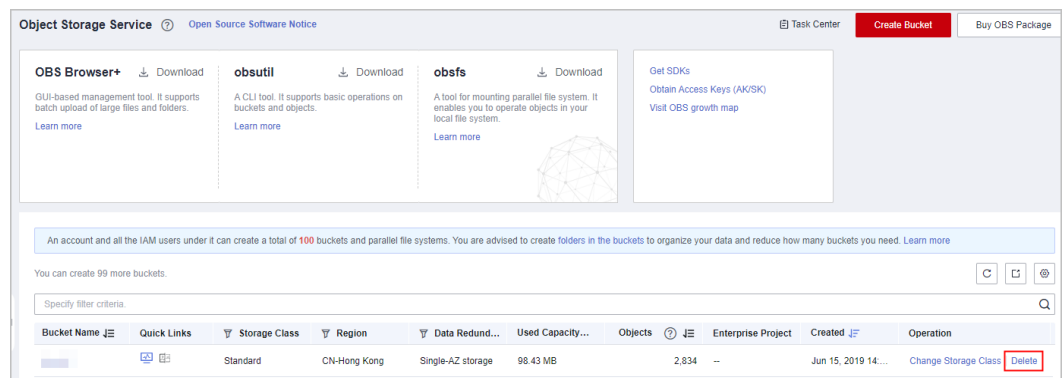 Object Storage Service ? Open Source Software Notice Task Center Create Bucket Buy OBS Package
OBS Browser+ Download
GUI-based management tool. It supports
batch upload of large files and folders.
Learn more
obsutil Download
A CLI tool. It supports basic operations on
buckets and objects.
Learn more
obsfs Download
A tool for mounting parallel file system. It
enables you to operate objects in your
local file system.
Learn more
Get SDKs
Obtain Access Keys (AK/SK)
Visit OBS growth map
An account and all the IAM users under it can create a total of 100 buckets and parallel file systems. You are advised to create folders in the buckets to organize your data and reduce how many buckets you need. Learn more
You can create 99 more buckets.
Specify filter criteria.
Bucket Name Quick Links Storage Class Region Data Redund... Used Capacity... Objects ? Enterprise Project Created Operation
Standard CN-Hong Kong Single-AZ storage 98.43 MB 2,834 -- Jun 15, 2019 14:... Change Storage Class Delete